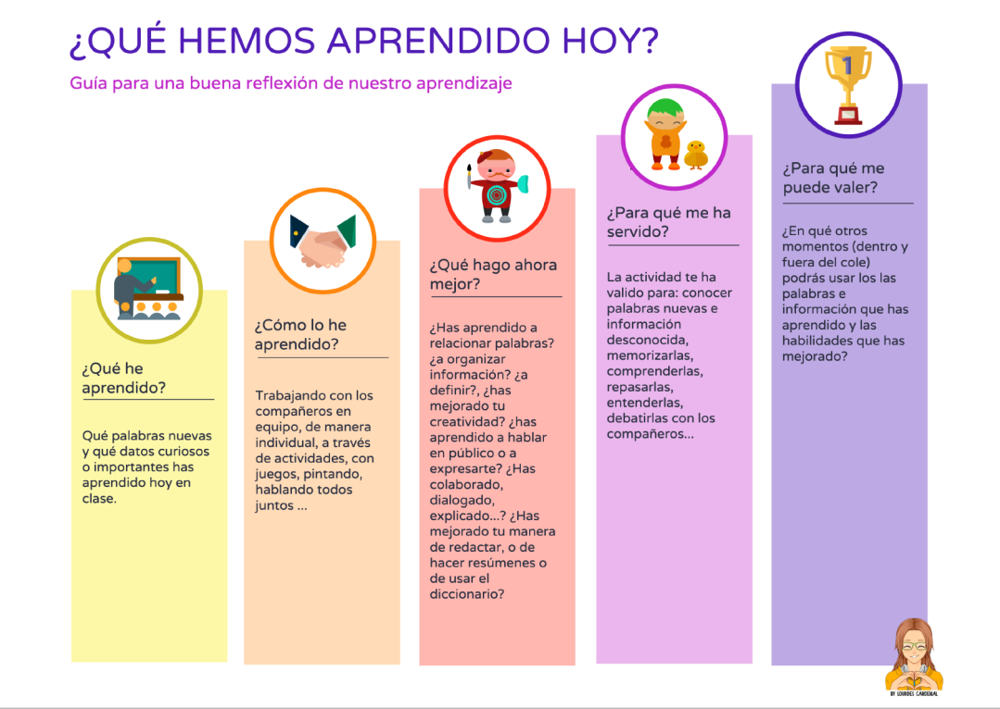 ¿QUÉ HEMOS APRENDIDO HOY?
Guía para una buena reflexión de nuestro aprendizaje
¿Qué he
aprendido?
Qué palabras nuevas
y qué datos curiosos
o importantes has
aprendido hoy en
clase.
¿Cómo lo he
aprendido?
Trabajando con los
compañeros en
equipo, de manera
individual, a través
de actividades, con
juegos, pintando,
hablando todos
juntos ...
¿Qué hago ahora
mejor?
¿Has aprendido a
relacionar palabras?
¿a organizar
información? ¿a
definir?, ¿has
mejorado tu
creatividad? ¿has
aprendido a hablar
en público o a
expresarte? ¿Has
colaborado,
dialogado,
explicado...? ¿Has
mejorado tu manera
de redactar, o de
hacer resúmenes o
de usar el
diccionario?
¿Para qué me ha
servido?
La actividad te ha
valido para: conocer
palabras nuevas e
información
desconocida,
memorizarlas,
comprenderlas,
repasarlas,
entenderlas,
debatirlas con los
compañeros...
1
¿Para qué me
puede valer?
¿En qué otros
momentos (dentro y
fuera del cole)
podrás usar los las
palabras e
información que has
aprendido y las
habilidades que has
mejorado?
BY LOURDES CARDENAL